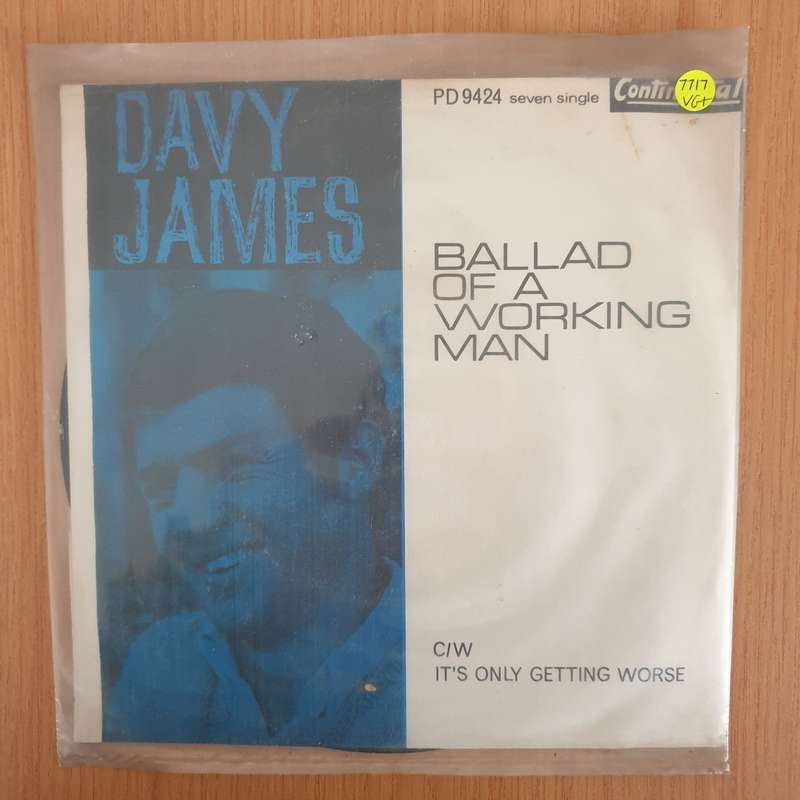 DAVY
JAMES
PD 9424 seven single
7717
VG+
BALLAD
OF A
WORKING
MAN
C/W
IT'S ONLY GETTING WORSE